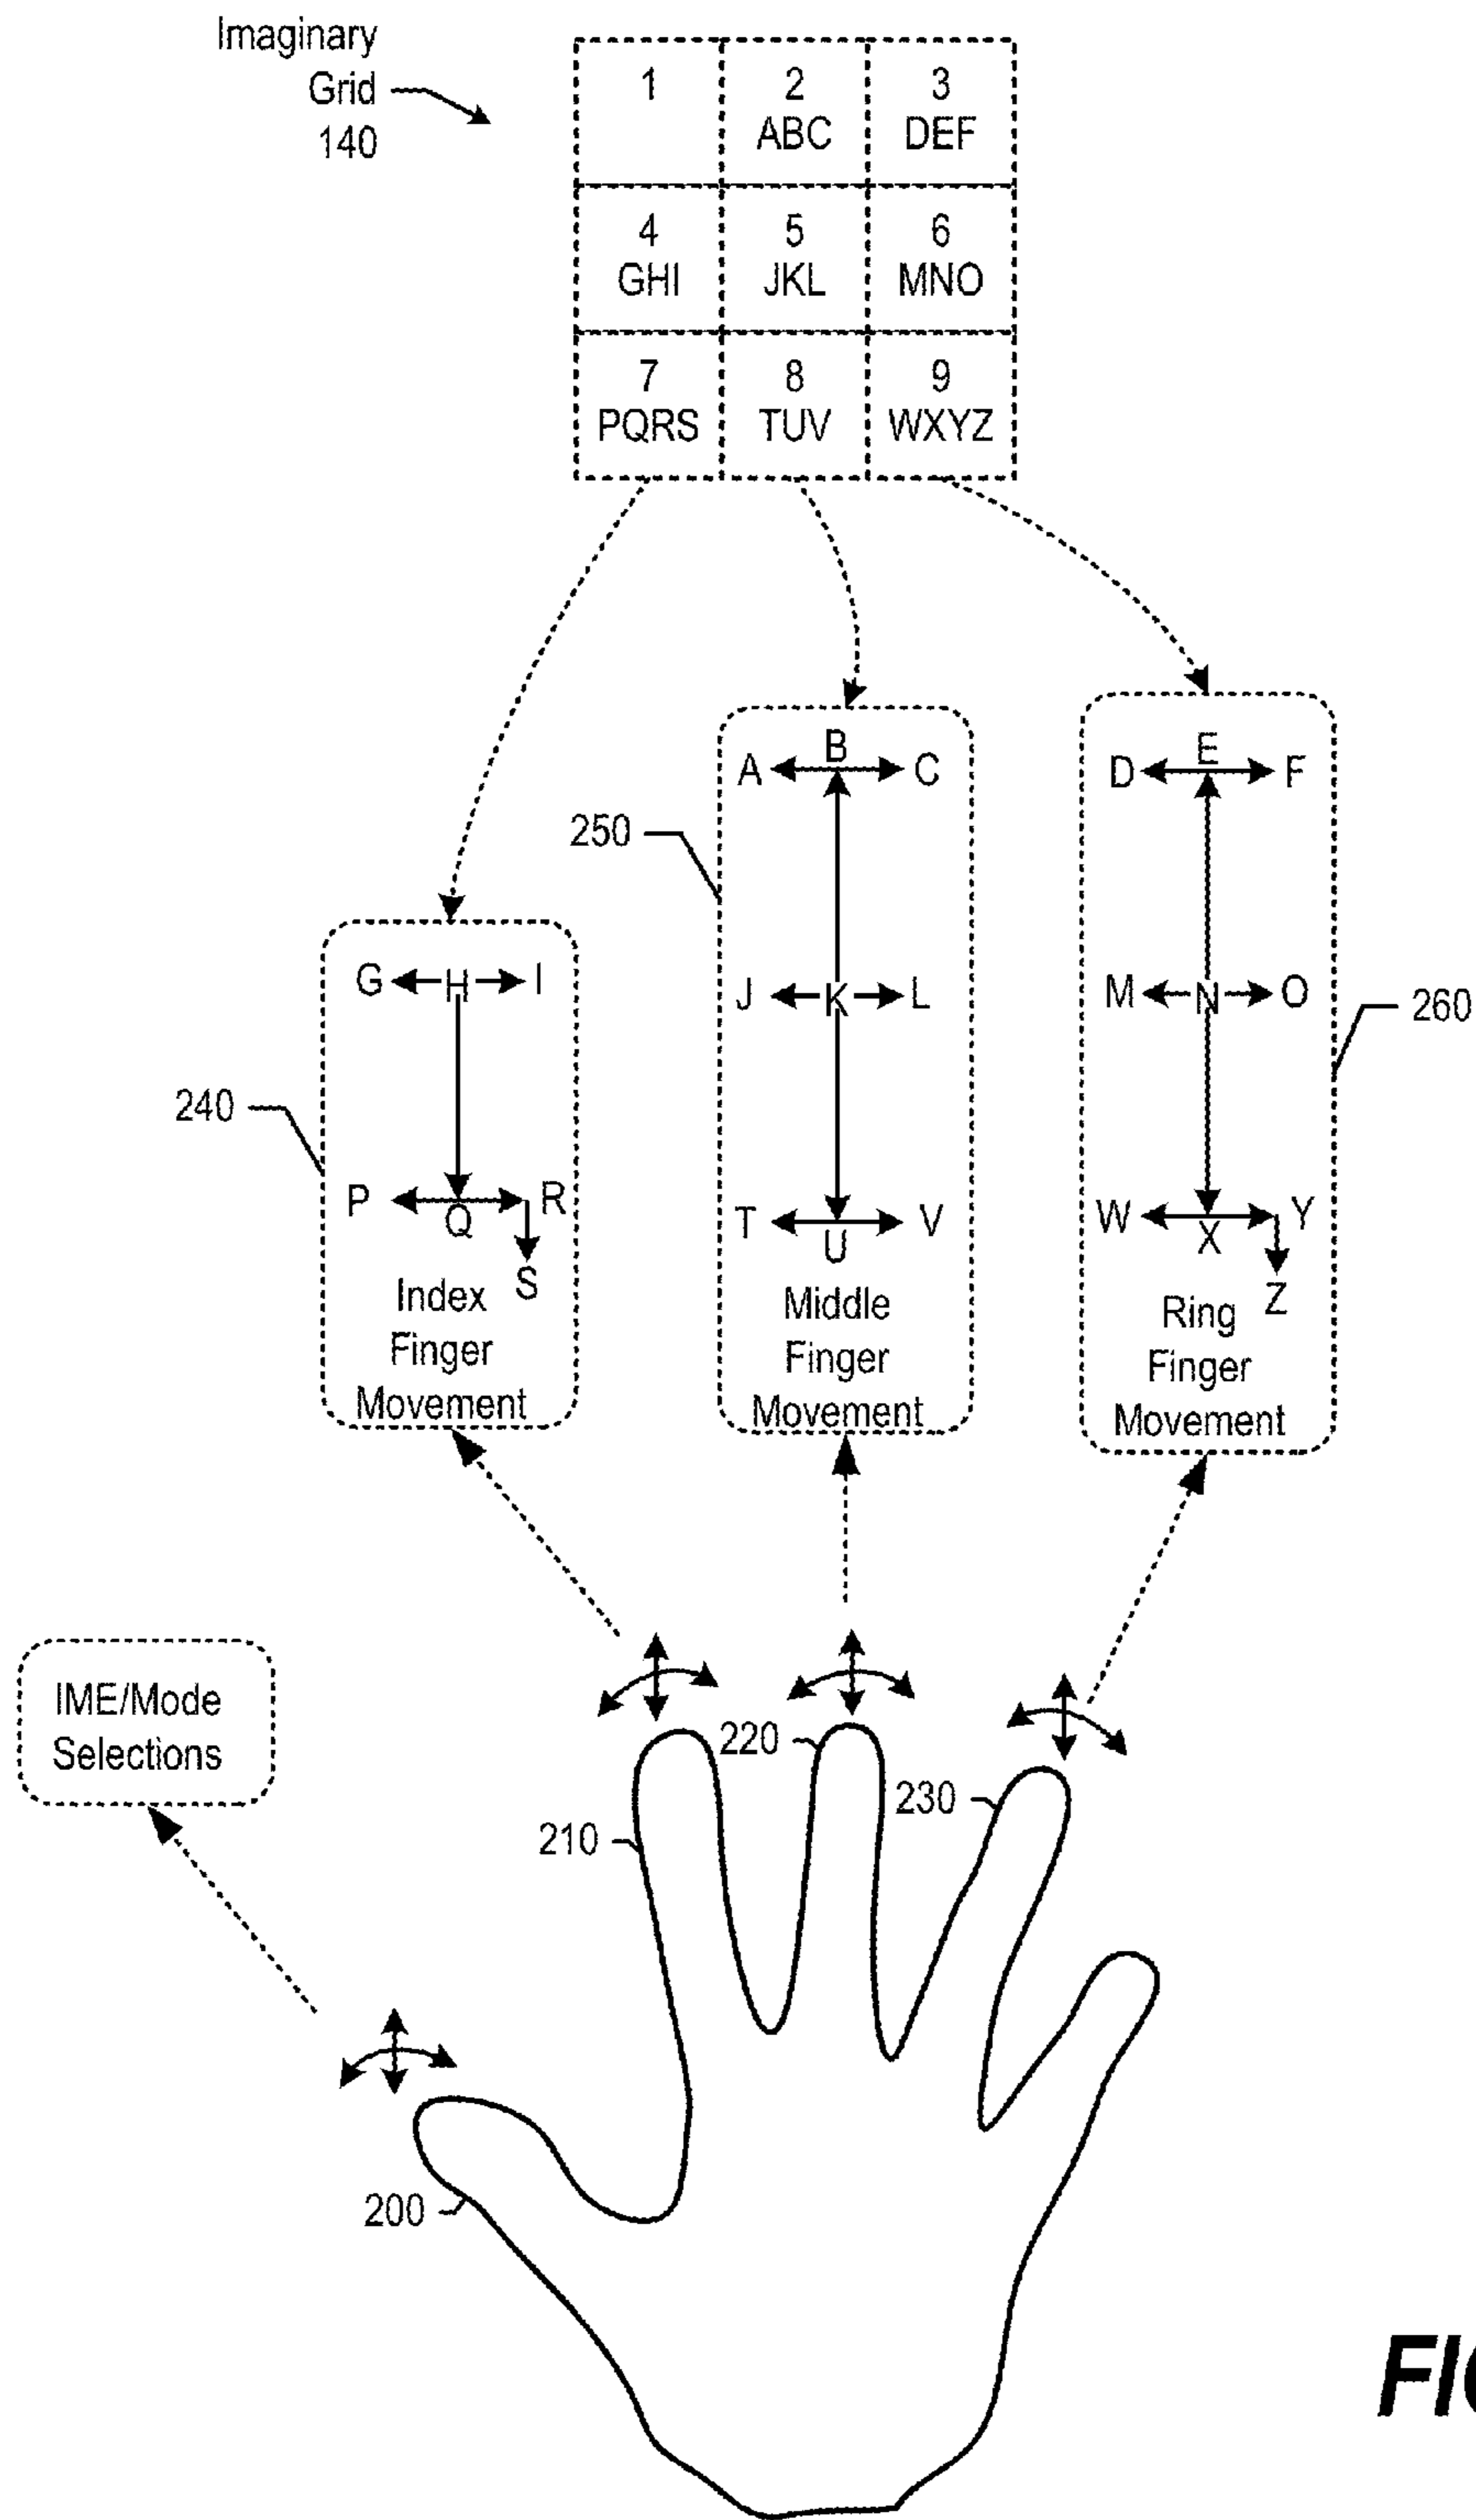 Imaginary
Grid
140
1 2 3
ABC DEF
4 5 6
GHI JKL MNO
7 8 9
PQRS TUV WXYZ
A B C
D E F
250
G H I
J K L
M N O
260
240
P Q R
S
T U V
W X Y
Z
Index
Finger
Movement
Middle
Finger
Movement
Ring
Finger
Movement
IME/Mode
Selections
220
230
210
200